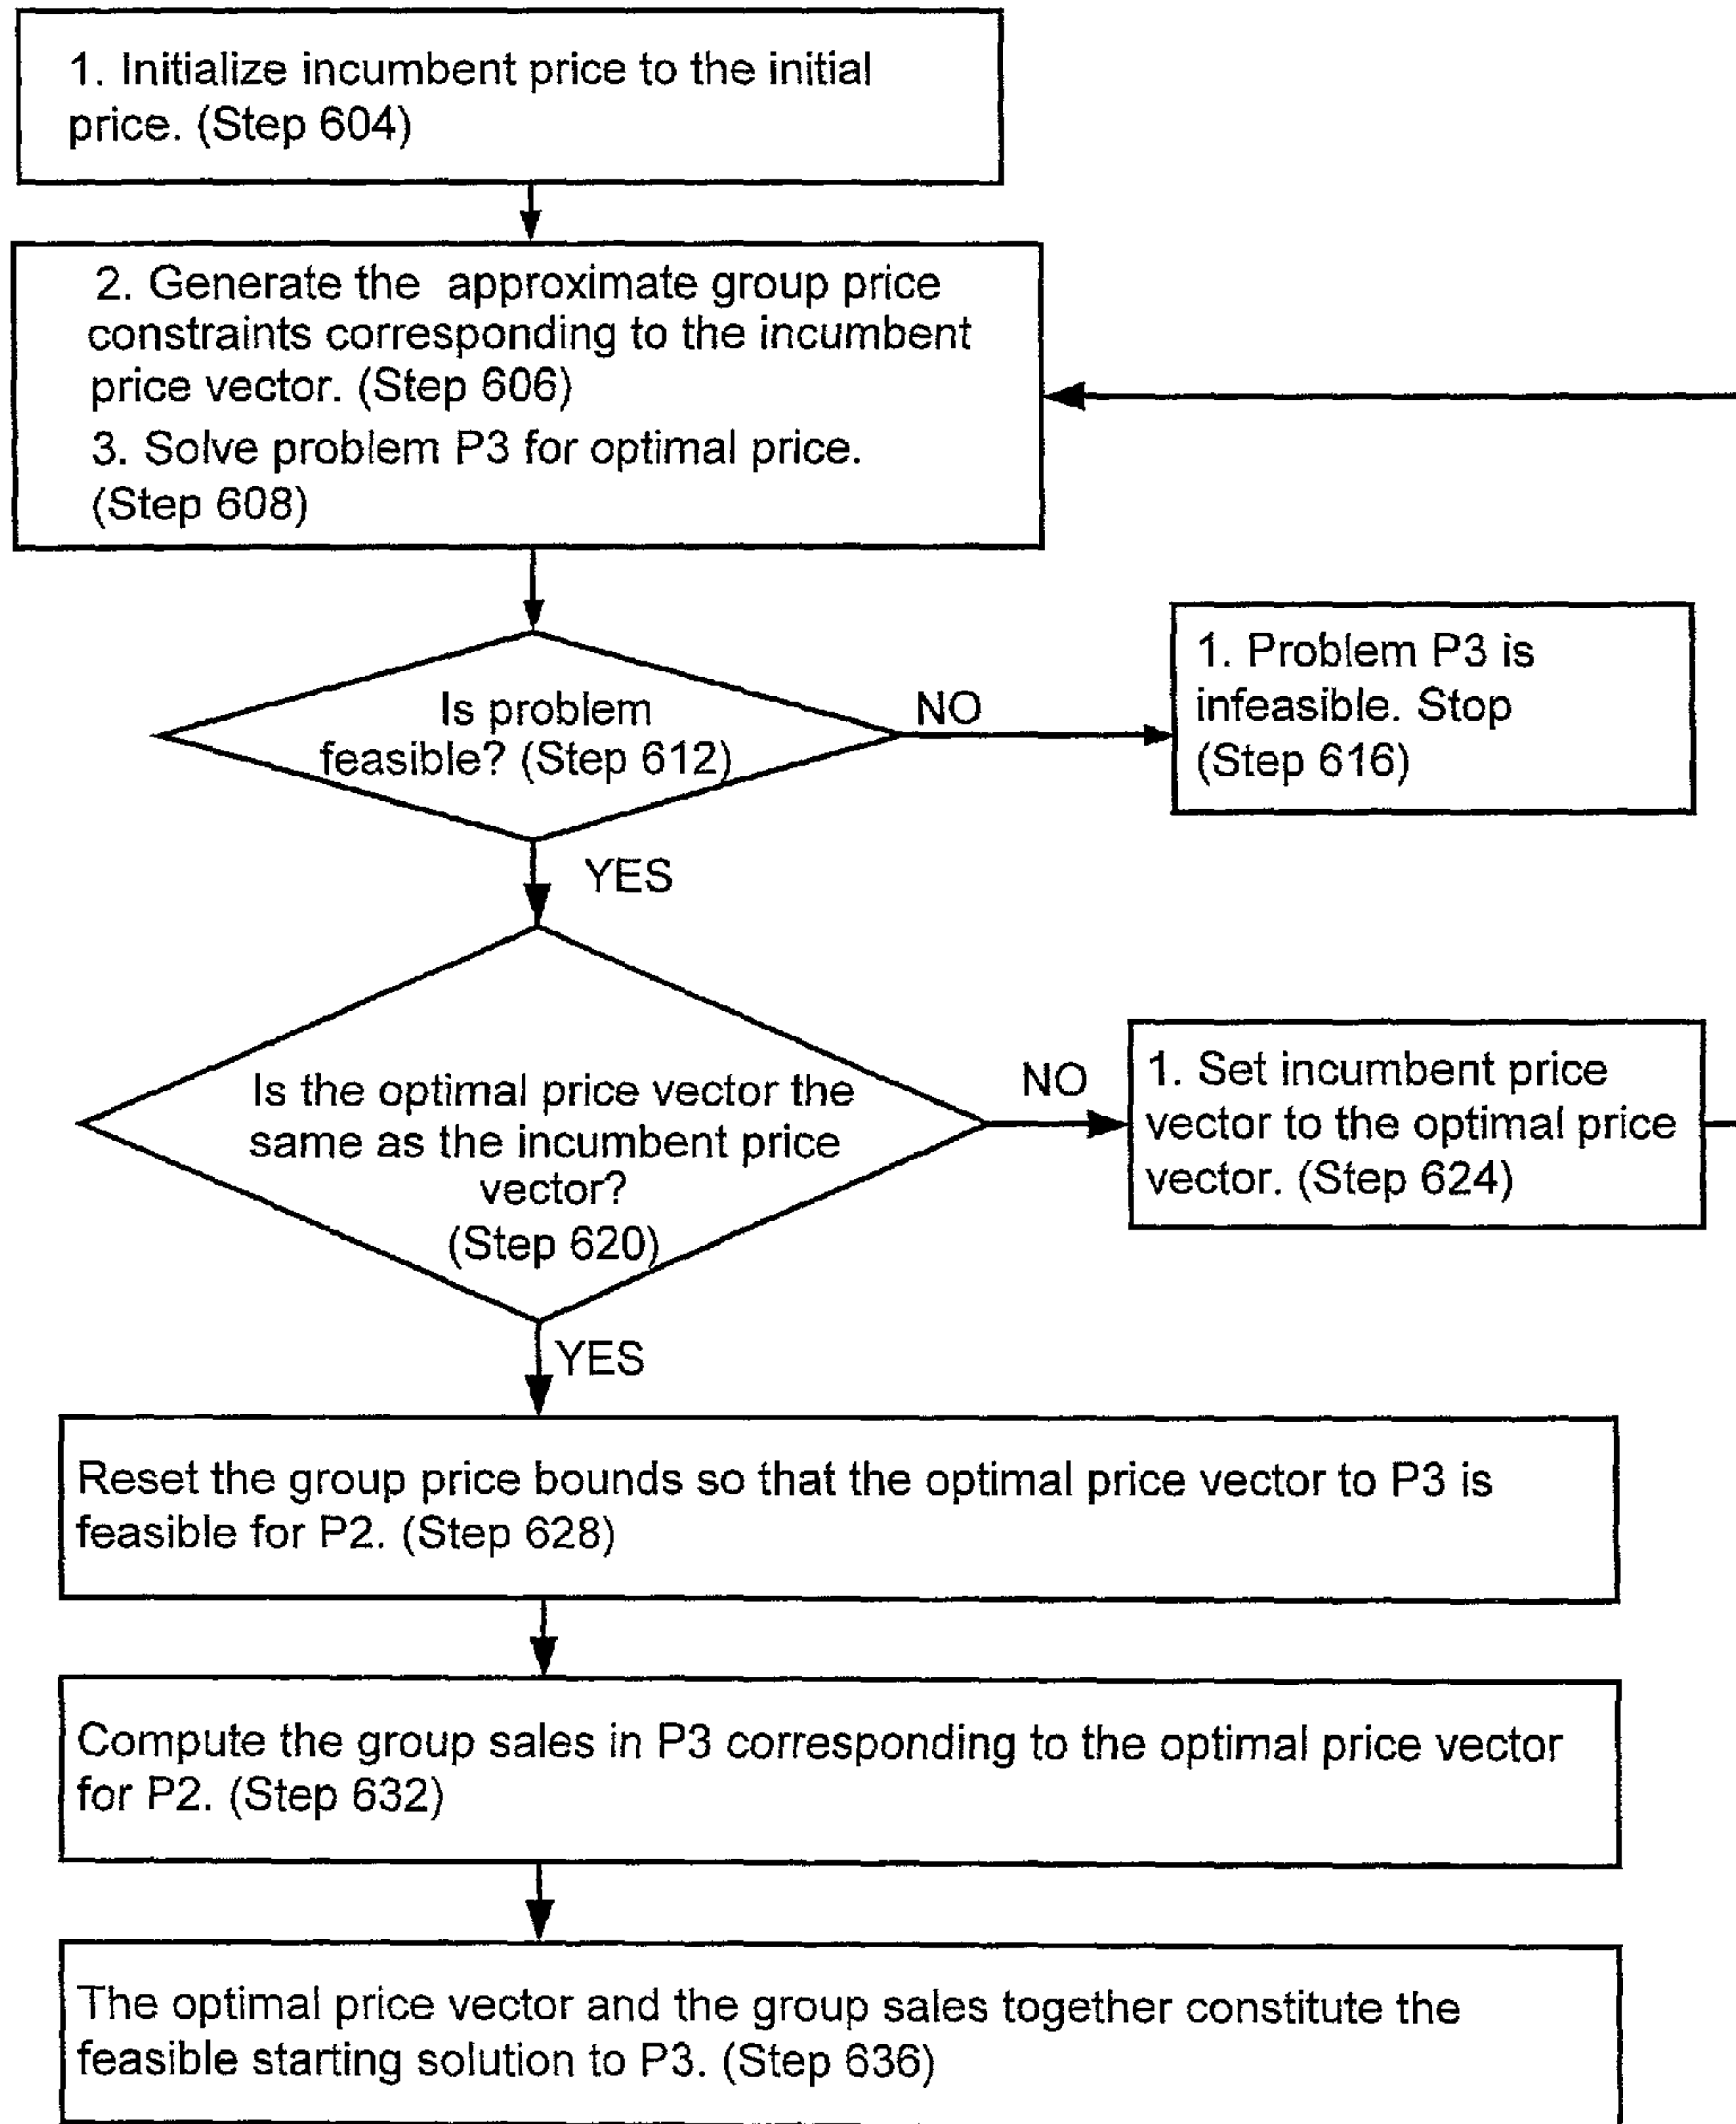 1. Initialize incumbent price to the initial
price. (Step 604)
2. Generate the approximate group price
constraints corresponding to the incumbent
price vector. (Step 606)
3. Solve problem P3 for optimal price.
(Step 608)
Is problem
feasible? (Step 612)
NO
1. Problem P3 is
infeasible. Stop
(Step 616)
YES
Is the optimal price vector the
same as the incumbent price
vector?
(Step 620)
NO
1. Set incumbent price
vector to the optimal price
vector. (Step 624)
YES
Reset the group price bounds so that the optimal price vector to P3 is
feasible for P2. (Step 628)
Compute the group sales in P3 corresponding to the optimal price vector
for P2. (Step 632)
The optimal price vector and the group sales together constitute the
feasible starting solution to P3. (Step 636)